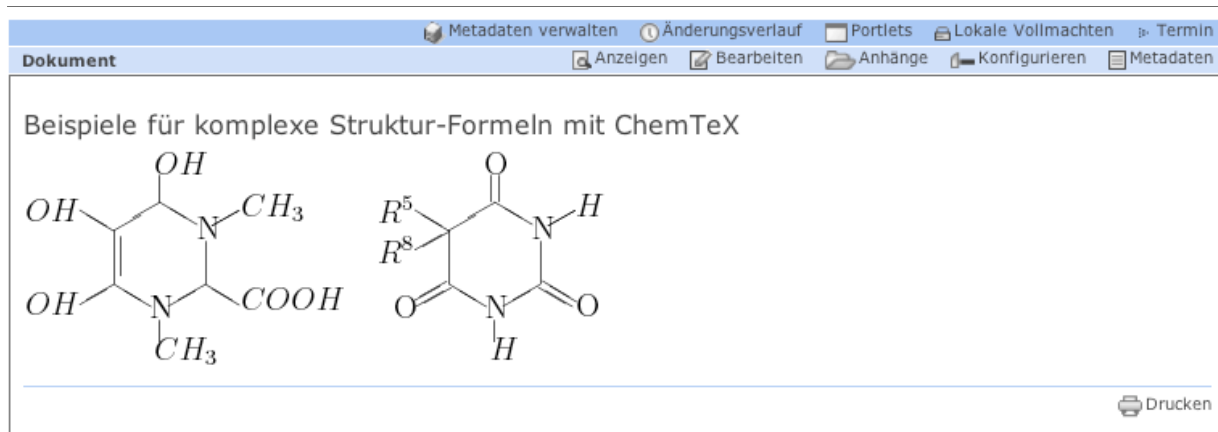 Metadaten verwalten Änderungsverlauf Portlets Lokale Vollmachten Termin
Dokument Anzeigen Bearbeiten Anhänge Konfigurieren Metadaten
Beispiele für komplexe Struktur-Formeln mit ChemTeX
OH O
OH CH₃ R⁵ H
N N
R⁸
OH N COOH O N O
CH₃ H
Drucken